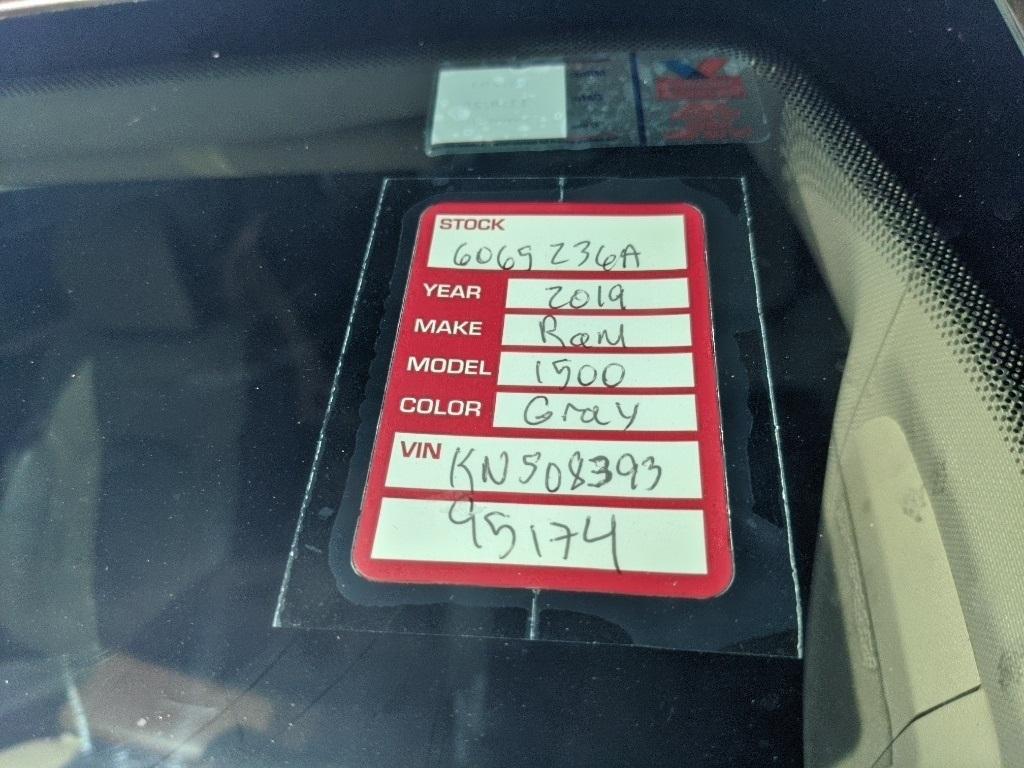 STOCK
6069236A
YEAR 2019
MAKE Ram
MODEL 1500
COLOR Gray
VIN KN508393
95174